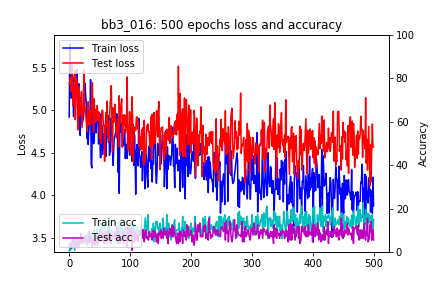 bb3_016: 500 epochs loss and accuracy
Train loss
Test loss
Train acc
Test acc
Loss
5.5
5.0
4.5
4.0
3.5
Accuracy
100
80
60
40
20
0
0
100
200
300
400
500